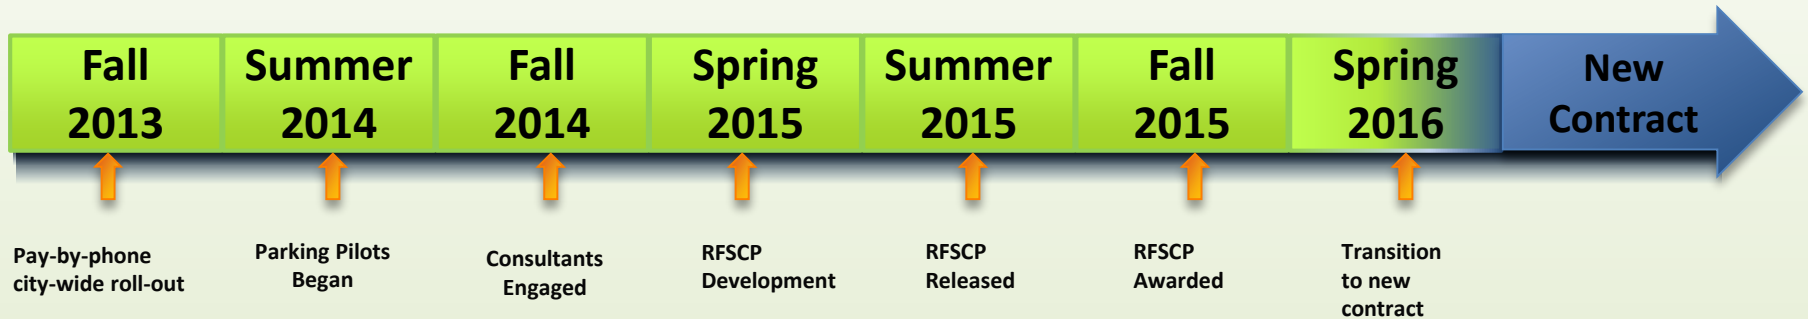 Fall
2013
Summer
2014
Fall
2014
Spring
2015
Summer
2015
Fall
2015
Spring
2016
New
Contract
Pay-by-phone
city-wide roll-out
Parking Pilots
Began
Consultants
Engaged
RFSCP
Development
RFSCP
Released
RFSCP
Awarded
Transition
to new
contract